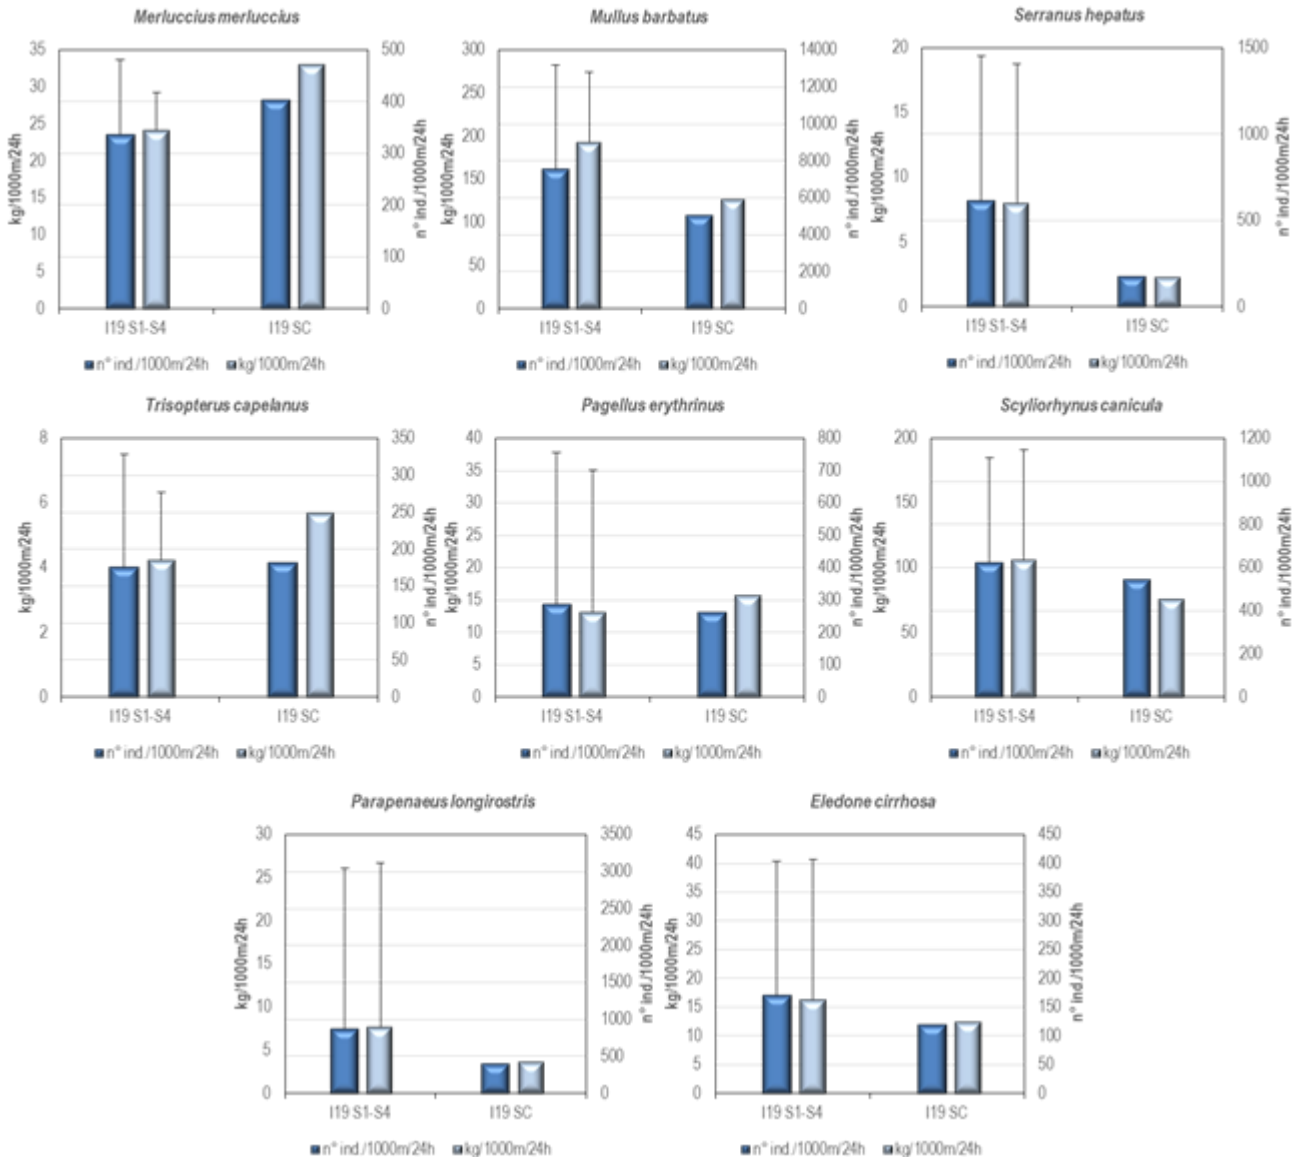 Merluccius merluccius
35
30
25
20
15
10
5
0
kg/1000m/24h
500
400
300
200
100
0
n° ind./1000m/24h
I19 S1-S4 I19 SC
n° ind./1000m/24h kg/1000m/24h
Mullus barbatus
300
250
200
150
100
50
0
kg/1000m/24h
14000
12000
10000
8000
6000
4000
2000
0
n° ind./1000m/24h
I19 S1-S4 I19 SC
n° ind./1000m/24h kg/1000m/24h
Serranus hepatus
20
15
10
5
0
kg/1000m/24h
1500
1000
500
0
n° ind./1000m/24h
I19 S1-S4 I19 SC
n° ind./1000m/24h kg/1000m/24h
Trisopterus capelanus
8
6
4
2
0
kg/1000m/24h
350
300
250
200
150
100
50
0
n° ind./1000m/24h
I19 S1-S4 I19 SC
n° ind./1000m/24h kg/1000m/24h
Pagellus erythrinus
40
35
30
25
20
15
10
5
0
kg/1000m/24h
800
700
600
500
400
300
200
100
0
n° ind./1000m/24h
I19 S1-S4 I19 SC
n° ind./1000m/24h kg/1000m/24h
Scyliorhynus canicula
200
150
100
50
0
kg/1000m/24h
1200
1000
800
600
400
200
0
n° ind./1000m/24h
I19 S1-S4 I19 SC
n° ind./1000m/24h kg/1000m/24h
Parapenaeus longirostris
30
25
20
15
10
5
0
kg/1000m/24h
3500
3000
2500
2000
1500
1000
500
0
n° ind./1000m/24h
I19 S1-S4 I19 SC
n° ind./1000m/24h kg/1000m/24h
Eledone cirrhosa
45
40
35
30
25
20
15
10
5
0
kg/1000m/24h
450
400
350
300
250
200
150
100
50
0
n° ind./1000m/24h
I19 S1-S4 I19 SC
n° ind./1000m/24h kg/1000m/24h